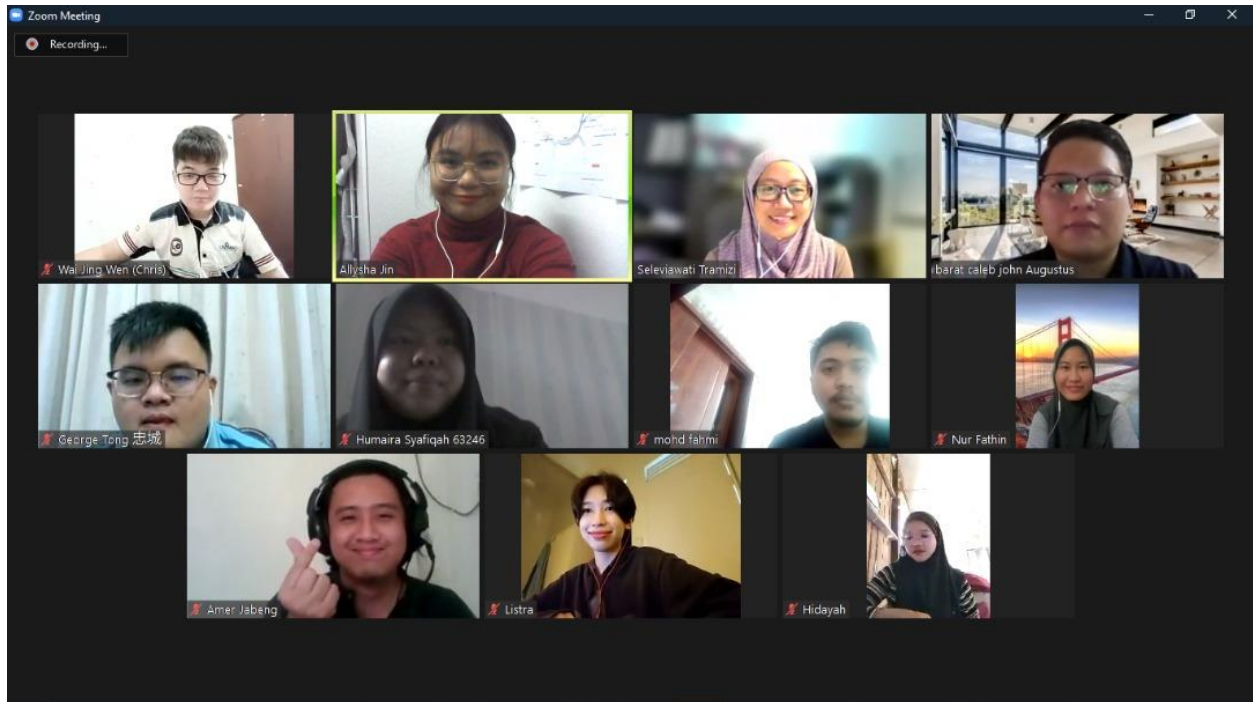 Zoom Meeting
Recording...
Wai Jing Wen (Chris)
Allysha Jin
Seleviawati Tramizi
barat caleb john Augustus
George Tong 忠城
Humaira Syafiqah 63246
mohd fahmi
Nur Fathin
Amer Jabeng
Listra
Hidayah